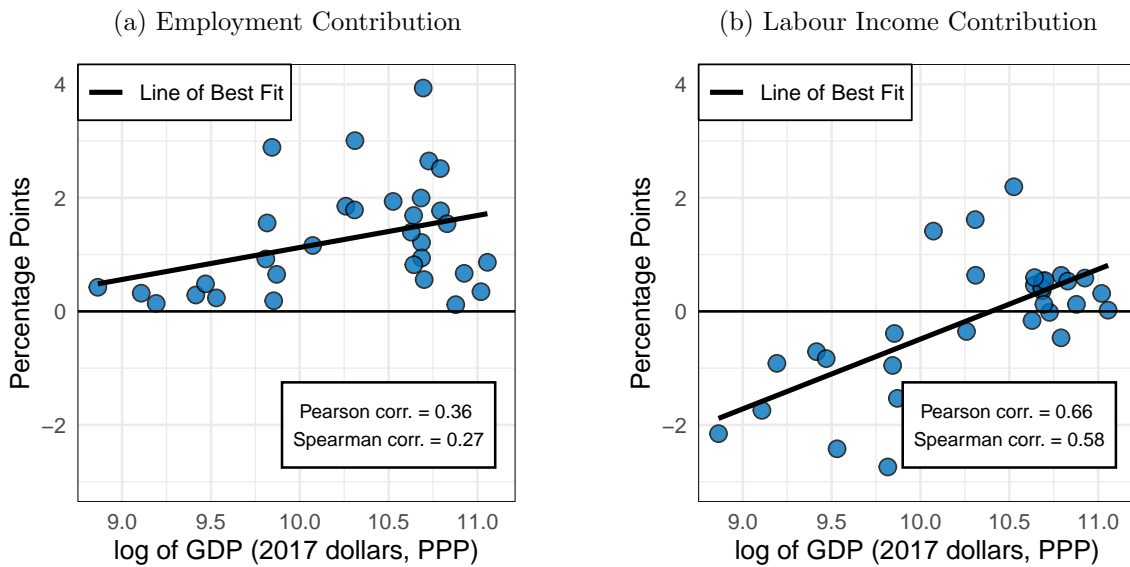 (a) Employment Contribution
Line of Best Fit
Percentage Points
4
2
0
−2
Pearson corr. = 0.36
Spearman corr. = 0.27
9.0 9.5 10.0 10.5 11.0
log of GDP (2017 dollars, PPP)
(b) Labour Income Contribution
Line of Best Fit
Percentage Points
4
2
0
−2
Pearson corr. = 0.66
Spearman corr. = 0.58
9.0 9.5 10.0 10.5 11.0
log of GDP (2017 dollars, PPP)